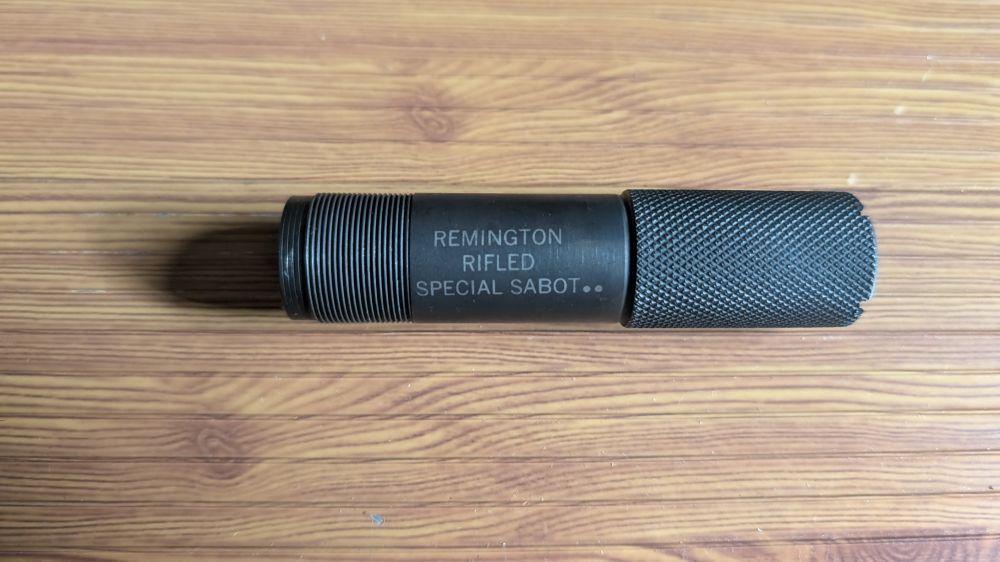 REMINGTON
RIFLED
SPECIAL SABOT••